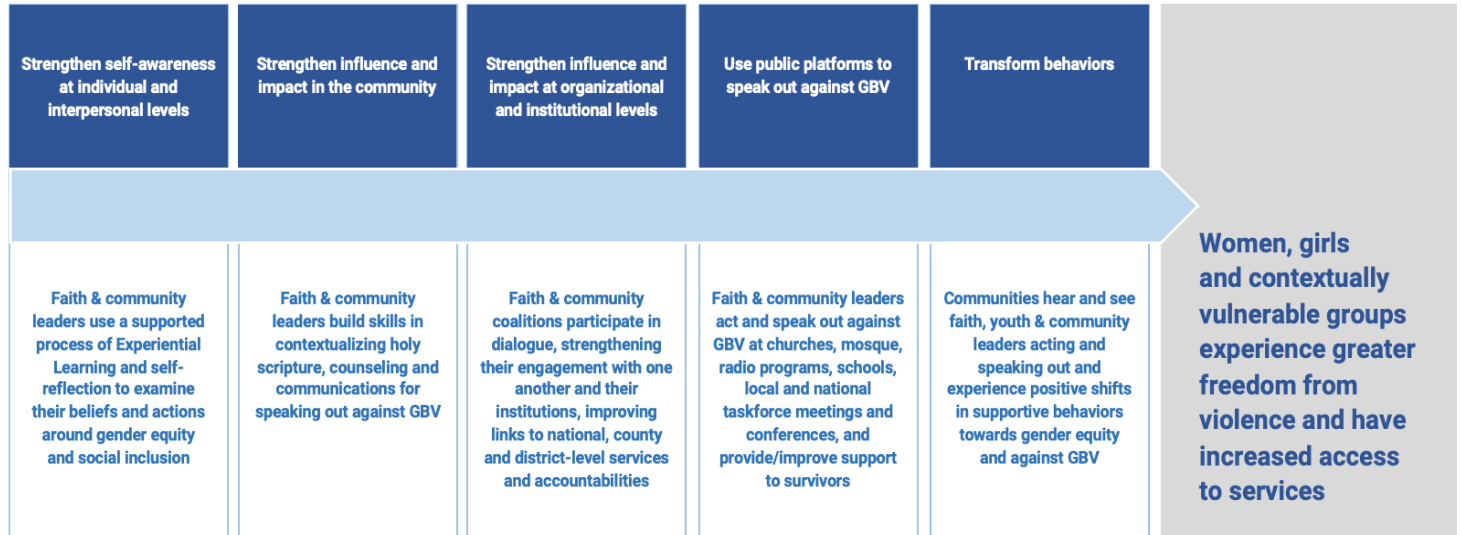 Strengthen self-awareness
at individual and
interpersonal levels
Strengthen influence and
impact in the community
Strengthen influence and
impact at organizational
and institutional levels
Use public platforms to
speak out against GBV
Transform behaviors
Faith & community
leaders use a supported
process of Experiential
Learning and self-
reflection to examine
their beliefs and actions
around gender equity
and social inclusion
Faith & community
leaders build skills in
contextualizing holy
scripture, counseling and
communications for
speaking out against GBV
Faith & community
coalitions participate in
dialogue, strengthening
their engagement with one
another and their
institutions, improving
links to national, county
and district-level services
and accountabilities
Faith & community leaders
act and speak out against
GBV at churches, mosque,
radio programs, schools,
local and national
taskforce meetings and
conferences, and
provide/improve support
to survivors
Communities hear and see
faith, youth & community
leaders acting and
speaking out and
experience positive shifts
in supportive behaviors
towards gender equity
and against GBV
Women, girls
and contextually
vulnerable groups
experience greater
freedom from
violence and have
increased access
to services